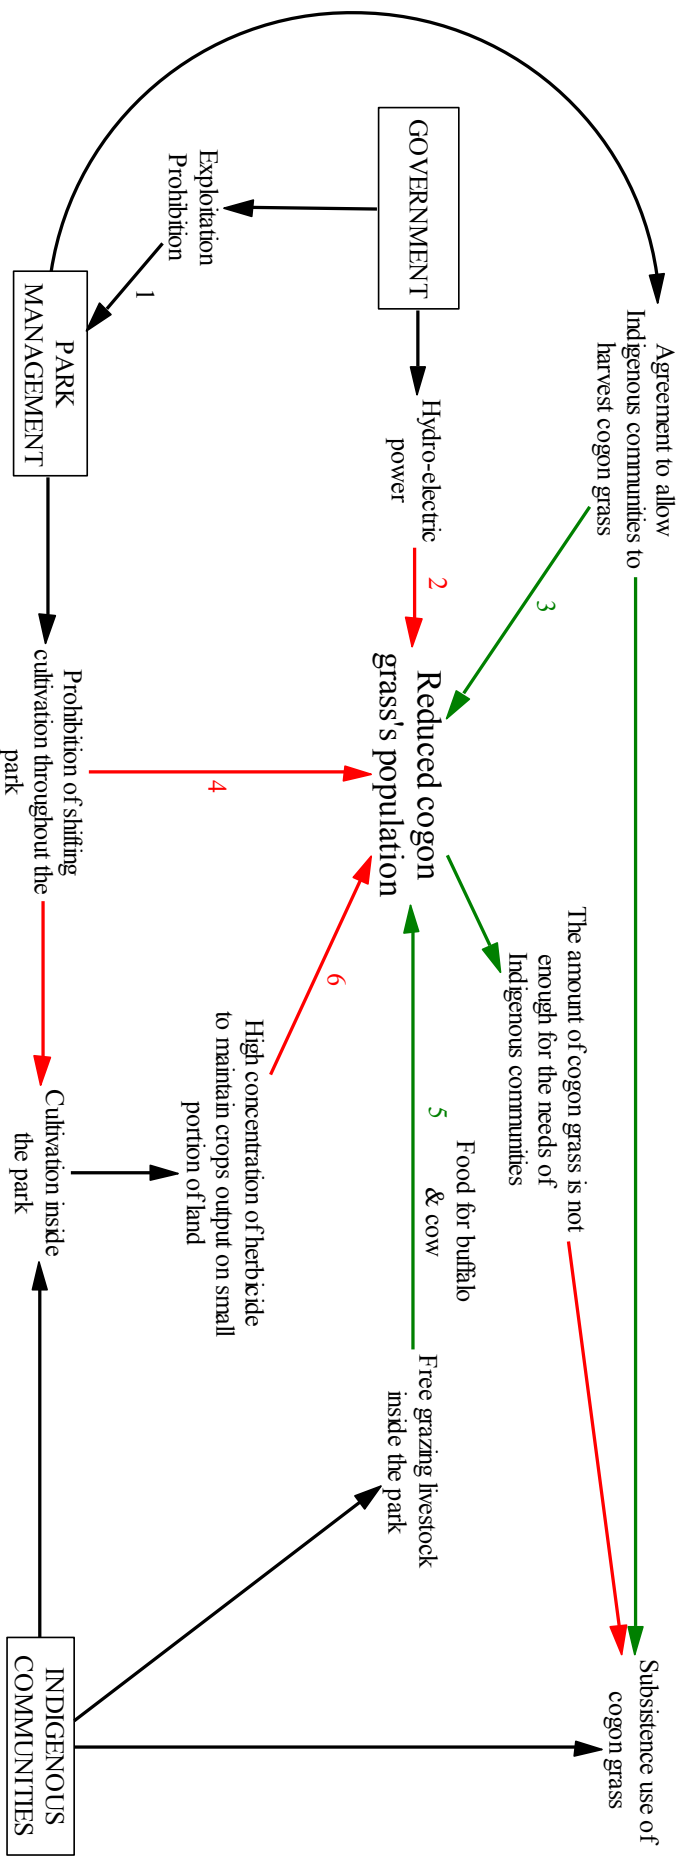 Agreement to allow
Indigenous communities to
harvest cogon grass
Subsistence use of
cogon grass
The amount of cogon grass is not
enough for the needs of
Indigenous communities
3
GOVERNMENT
Hydro-electric
power
2
Reduced cogon
grass's population
Food for buffalo
& cow
5
Free grazing livestock
inside the park
Exploitation
Prohibition
1
4
6
High concentration of herbicide
to maintain crops output on small
portion of land
PARK
MANAGEMENT
Prohibition of shifting
cultivation throughout the
park
Cultivation inside
the park
INDIGENOUS
COMMUNITIES